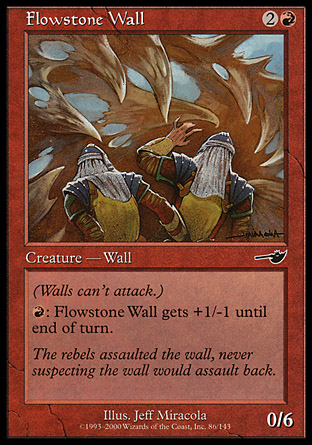 Flowstone Wall 2
Creature — Wall
(Walls can't attack.)
: Flowstone Wall gets +1/-1 until
end of turn.
The rebels assaulted the wall, never
suspecting the wall would assault back.
Illus. Jeff Miracola
©1993-2000 Wizards of the Coast, Inc. 86/143
0/6